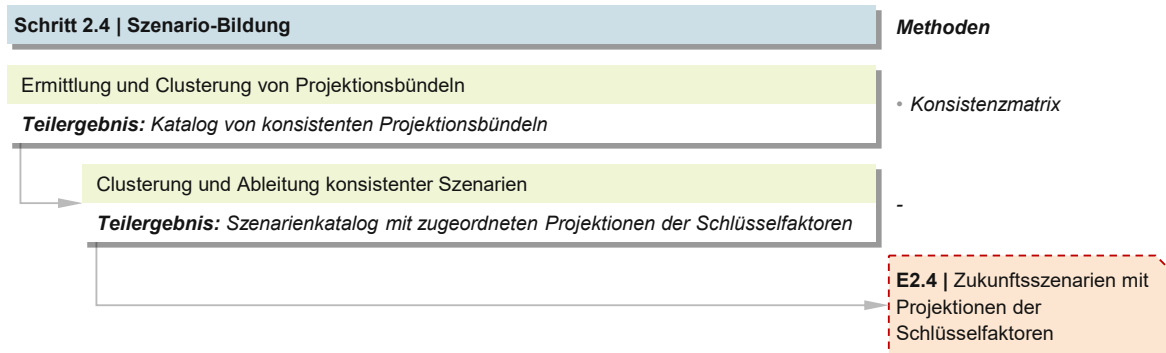 Schritt 2.4 | Szenario-Bildung
Methoden
Ermittlung und Clusterung von Projektionsbündeln
Teilergebnis: Katalog von konsistenten Projektionsbündeln
• Konsistenzmatrix
Clusterung und Ableitung konsistenter Szenarien
Teilergebnis: Szenarienkatalog mit zugeordneten Projektionen der Schlüsselfaktoren
-
E2.4 | Zukunftsszenarien mit
Projektionen der
Schlüsselfaktoren